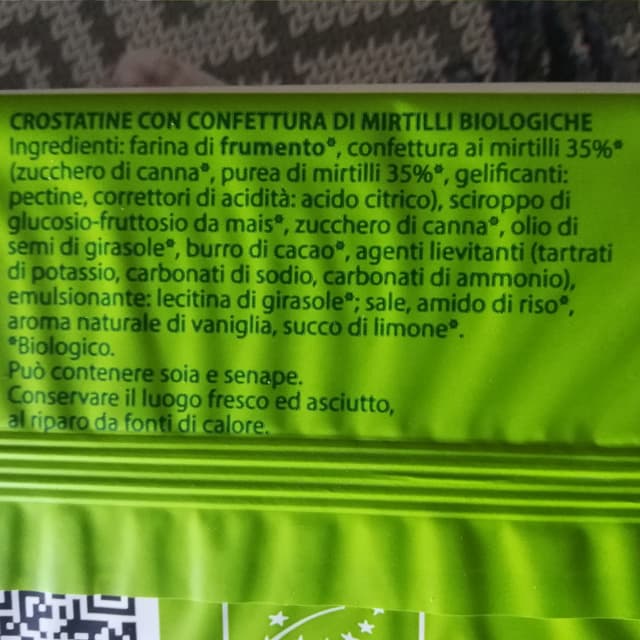 CROSTATINE CON CONFETTURA DI MIRTILLI BIOLOGICHE
Ingredienti: farina di frumento*, confettura ai mirtilli 35%*
(zucchero di canna*, purea di mirtilli 35%*, gelificanti:
pectine, correttori di acidità: acido citrico), sciroppo di
glucosio-fruttosio da mais*, zucchero di canna*, olio di
semi di girasole*, burro di cacao*, agenti lievitanti (tartrati
di potassio, carbonati di sodio, carbonati di ammonio),
emulsionante: lecitina di girasole*; sale, amido di riso*,
aroma naturale di vaniglia, succo di limone*.
*Biologico.
Può contenere soia e senape.
Conservare il luogo fresco ed asciutto,
al riparo da fonti di calore.